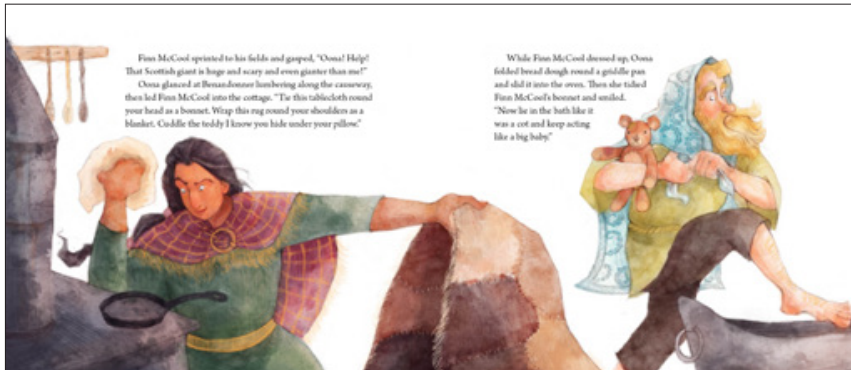 Finn McCool sprinted to his fields and gasped, “Oona! Help!
That Scottish giant is huge and scary and even gianter than me!”
Oona glanced at Benandonner lumbering along the causeway,
then led Finn McCool into the cottage. “Tie this tablecloth round
your head as a bonnet. Wrap this rug round your shoulders as a
blanket. Cuddle the teddy I know you hide under your pillow.”
While Finn McCool dressed up, Oona
folded bread dough round a griddle pan
and slid it into the oven. Then she tidied
Finn McCool’s bonnet and smiled.
“Now lie in the bath like it
was a cot and keep acting
like a big baby.”